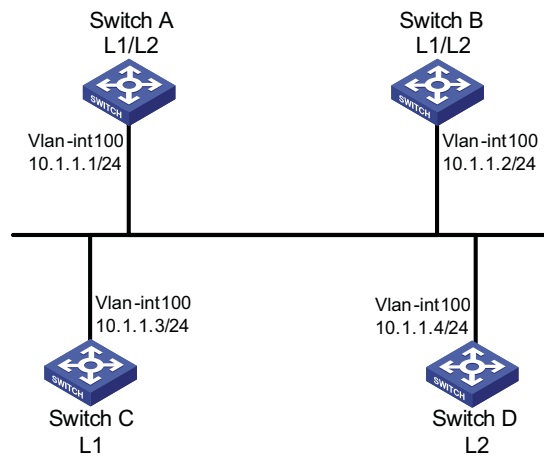 Switch A
L1/L2
Switch B
L1/L2
SWITCH
SWITCH
Vlan-int100
10.1.1.1/24
Vlan-int100
10.1.1.2/24
Vlan-int100
10.1.1.3/24
Vlan-int100
10.1.1.4/24
SWITCH
SWITCH
Switch C
L1
Switch D
L2